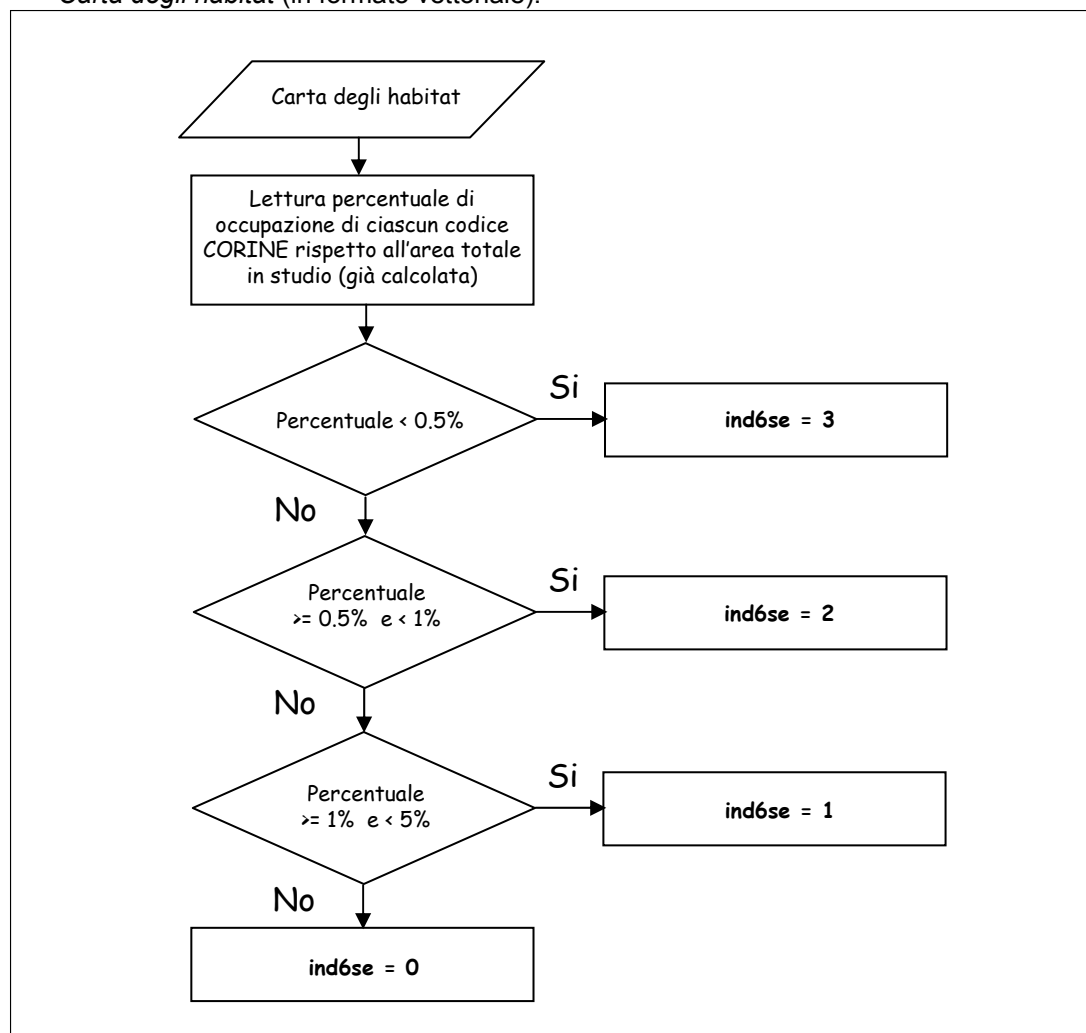 Carta degli habitat (in formato vettoriale).
Carta degli habitat
Lettura percentuale di
occupazione di ciascun codice
CORINE rispetto all'area totale
in studio (già calcolata)
Percentuale < 0.5%
Si
ind6se = 3
No
Percentuale
>= 0.5% e < 1%
Si
ind6se = 2
No
Percentuale
>= 1% e < 5%
Si
ind6se = 1
No
ind6se = 0